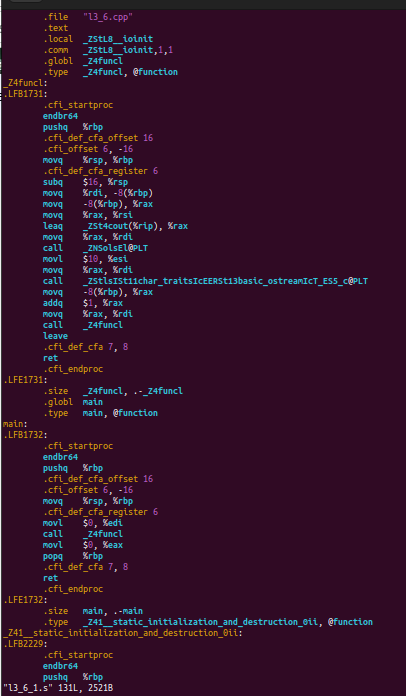 .file "l3_6.cpp"
.text
.local _ZStL8__ioinit
.comm _ZStL8__ioinit,1,1
.globl _Z4funcl
.type _Z4funcl, @function
_Z4funcl:
.LFB1731:
.cfi_startproc
endbr64
pushq %rbp
.cfi_def_cfa_offset 16
.cfi_offset 6, -16
movq %rsp, %rbp
.cfi_def_cfa_register 6
subq $16, %rsp
movq %rdi, -8(%rbp)
movq -8(%rbp), %rax
movq %rax, %rsi
leaq _ZSt4cout(%rip), %rax
movq %rax, %rdi
call _ZNSolsEl@PLT
movl $10, %esi
movq %rax, %rdi
call _ZStlsISt11char_traitsIcEERSt13basic_ostreamIcT_ES5_c@PLT
movq -8(%rbp), %rax
addq $1, %rax
movq %rax, %rdi
call _Z4funcl
leave
.cfi_def_cfa 7, 8
ret
.cfi_endproc
.LFE1731:
.size _Z4funcl, .-_Z4funcl
.globl main
.type main, @function
main:
.LFB1732:
.cfi_startproc
endbr64
pushq %rbp
.cfi_def_cfa_offset 16
.cfi_offset 6, -16
movq %rsp, %rbp
.cfi_def_cfa_register 6
movl $0, %edi
call _Z4funcl
movl $0, %eax
popq %rbp
.cfi_def_cfa 7, 8
ret
.cfi_endproc
.LFE1732:
.size main, .-main
.type _Z41__static_initialization_and_destruction_0ii, @function
_Z41__static_initialization_and_destruction_0ii:
.LFB2229:
.cfi_startproc
endbr64
pushq %rbp
"l3_6_1.s" 131L, 2521B